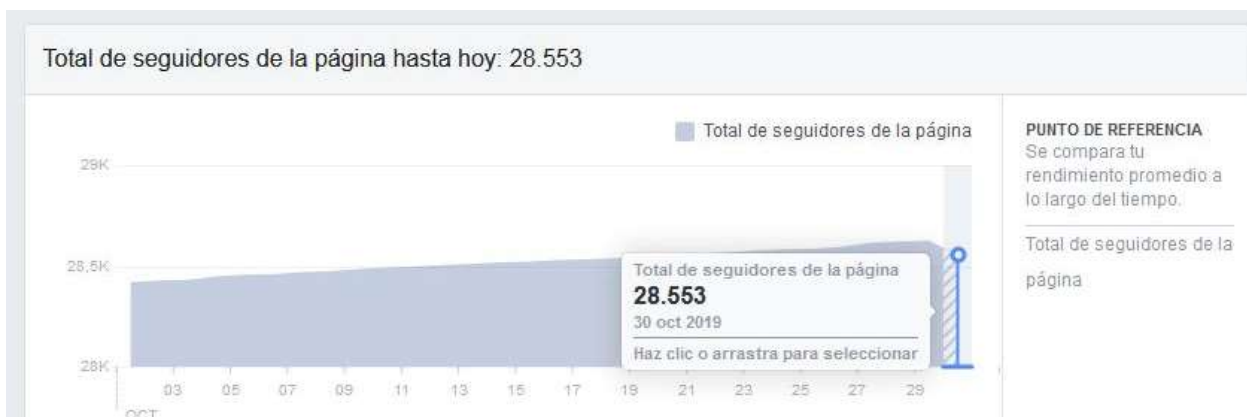 Total de seguidores de la página hasta hoy: 28.553
Total de seguidores de la página
29K
28,5K
28K
Total de seguidores de la página
28.553
30 oct 2019
Haz clic o arrastra para seleccionar
03 05 07 09 11 13 15 17 19 21 23 25 27 29
OCT
PUNTO DE REFERENCIA
Se compara tu
rendimiento promedio a
lo largo del tiempo.
Total de seguidores de la
página